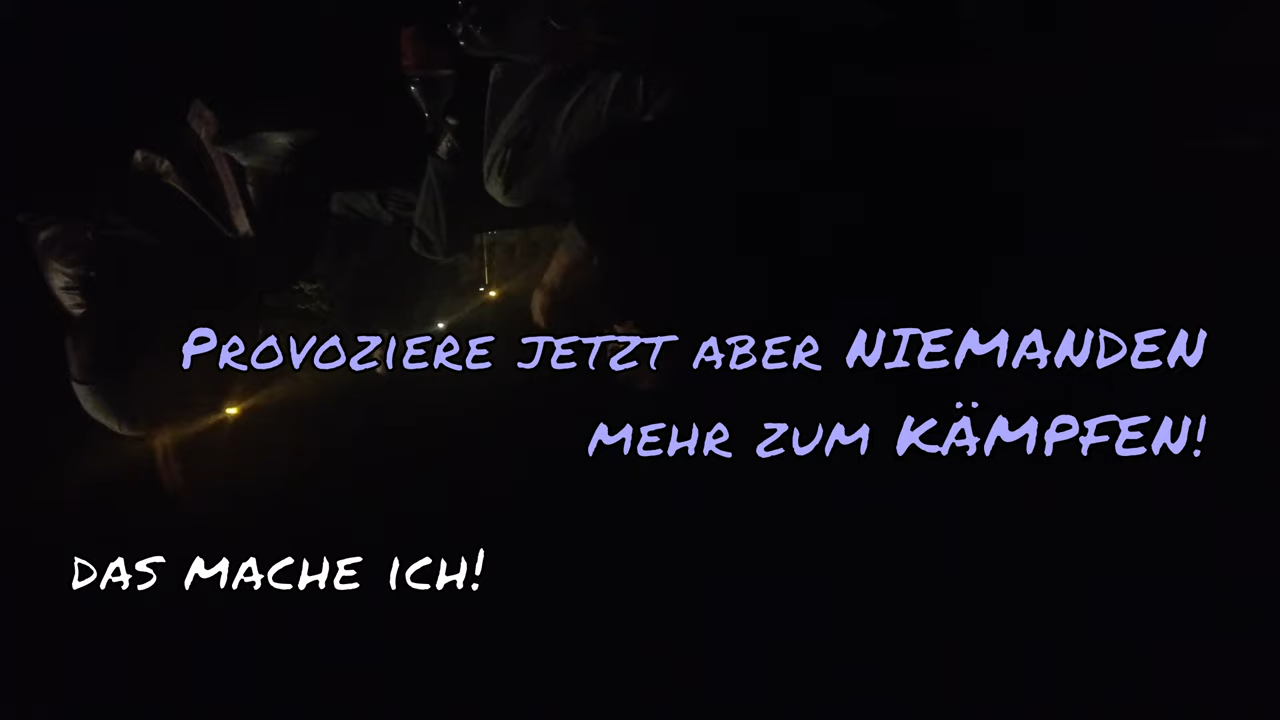 Provoziere jetzt aber NIEMANDEN
mehr zum KÄMPFEN!
das mache ich!